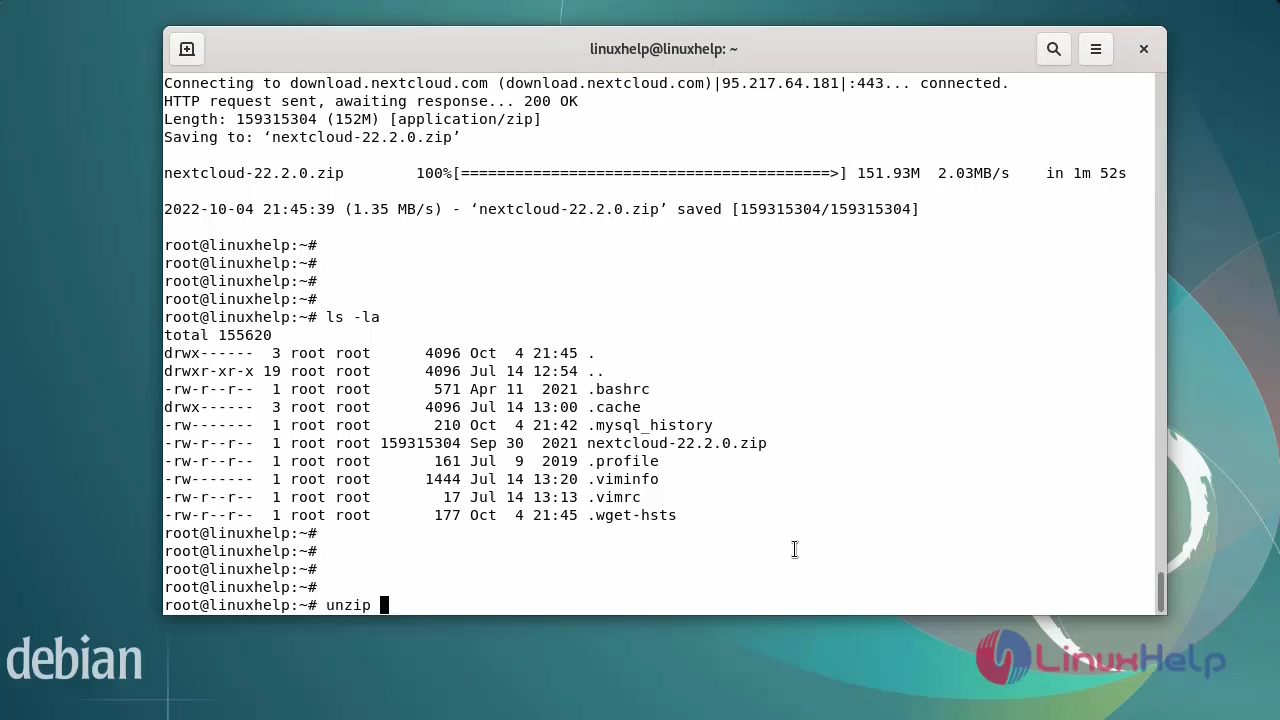 linuxhelp@linuxhelp: ~
Connecting to download.nextcloud.com (download.nextcloud.com)|95.217.64.181|:443... connected.
HTTP request sent, awaiting response... 200 OK
Length: 159315304 (152M) [application/zip]
Saving to: ‘nextcloud-22.2.0.zip’
nextcloud-22.2.0.zip        100%[=========================================>] 151.93M  2.03MB/s    in 1m 52s
2022-10-04 21:45:39 (1.35 MB/s) - ‘nextcloud-22.2.0.zip’ saved [159315304/159315304]
root@linuxhelp:~#
root@linuxhelp:~#
root@linuxhelp:~#
root@linuxhelp:~#
root@linuxhelp:~# ls -la
total 155620
drwx------  3 root root      4096 Oct  4 21:45 .
drwxr-xr-x 19 root root      4096 Jul 14 12:54 ..
-rw-r--r--  1 root root       571 Apr 11  2021 .bashrc
drwx------  3 root root      4096 Jul 14 13:00 .cache
-rw-------  1 root root       210 Oct  4 21:42 .mysql_history
-rw-r--r--  1 root root 159315304 Sep 30  2021 nextcloud-22.2.0.zip
-rw-r--r--  1 root root       161 Jul  9  2019 .profile
-rw-------  1 root root      1444 Jul 14 13:20 .viminfo
-rw-r--r--  1 root root        17 Jul 14 13:13 .vimrc
-rw-r--r--  1 root root       177 Oct  4 21:45 .wget-hsts
root@linuxhelp:~#
root@linuxhelp:~#
root@linuxhelp:~#
root@linuxhelp:~#
root@linuxhelp:~# unzip
debian
LinuxHelp